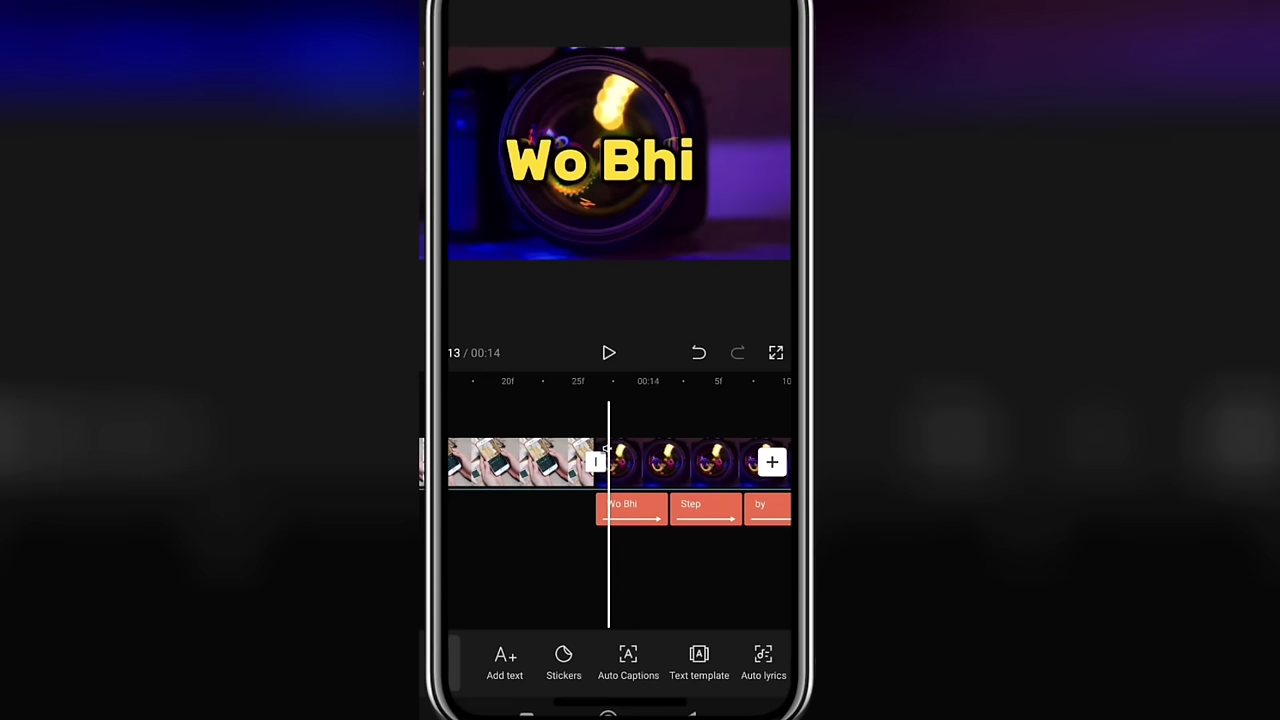 Wo Bhi
13 / 00:14
20f 25f 00:14 5f 10
Wo Bhi Step by
Add text Stickers Auto Captions Text template Auto lyrics